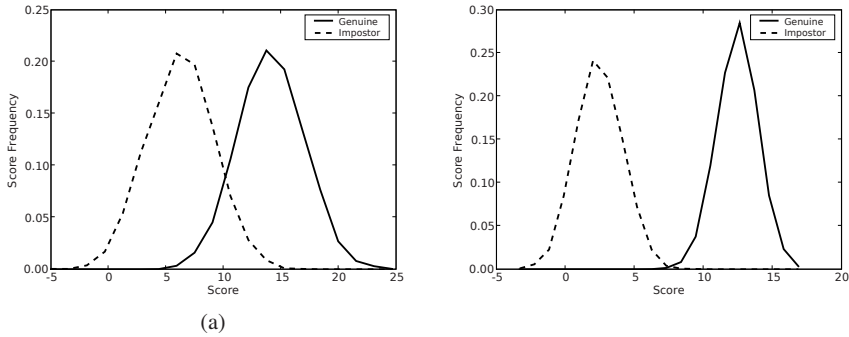 0.25
0.20
0.15
0.10
0.05
0.00
-5 0 5 10 15 20 25
Score Frequency
Score
Genuine
Impostor
(a)
0.30
0.25
0.20
0.15
0.10
0.05
0.00
-5 0 5 10 15 20
Score Frequency
Score
Genuine
Impostor